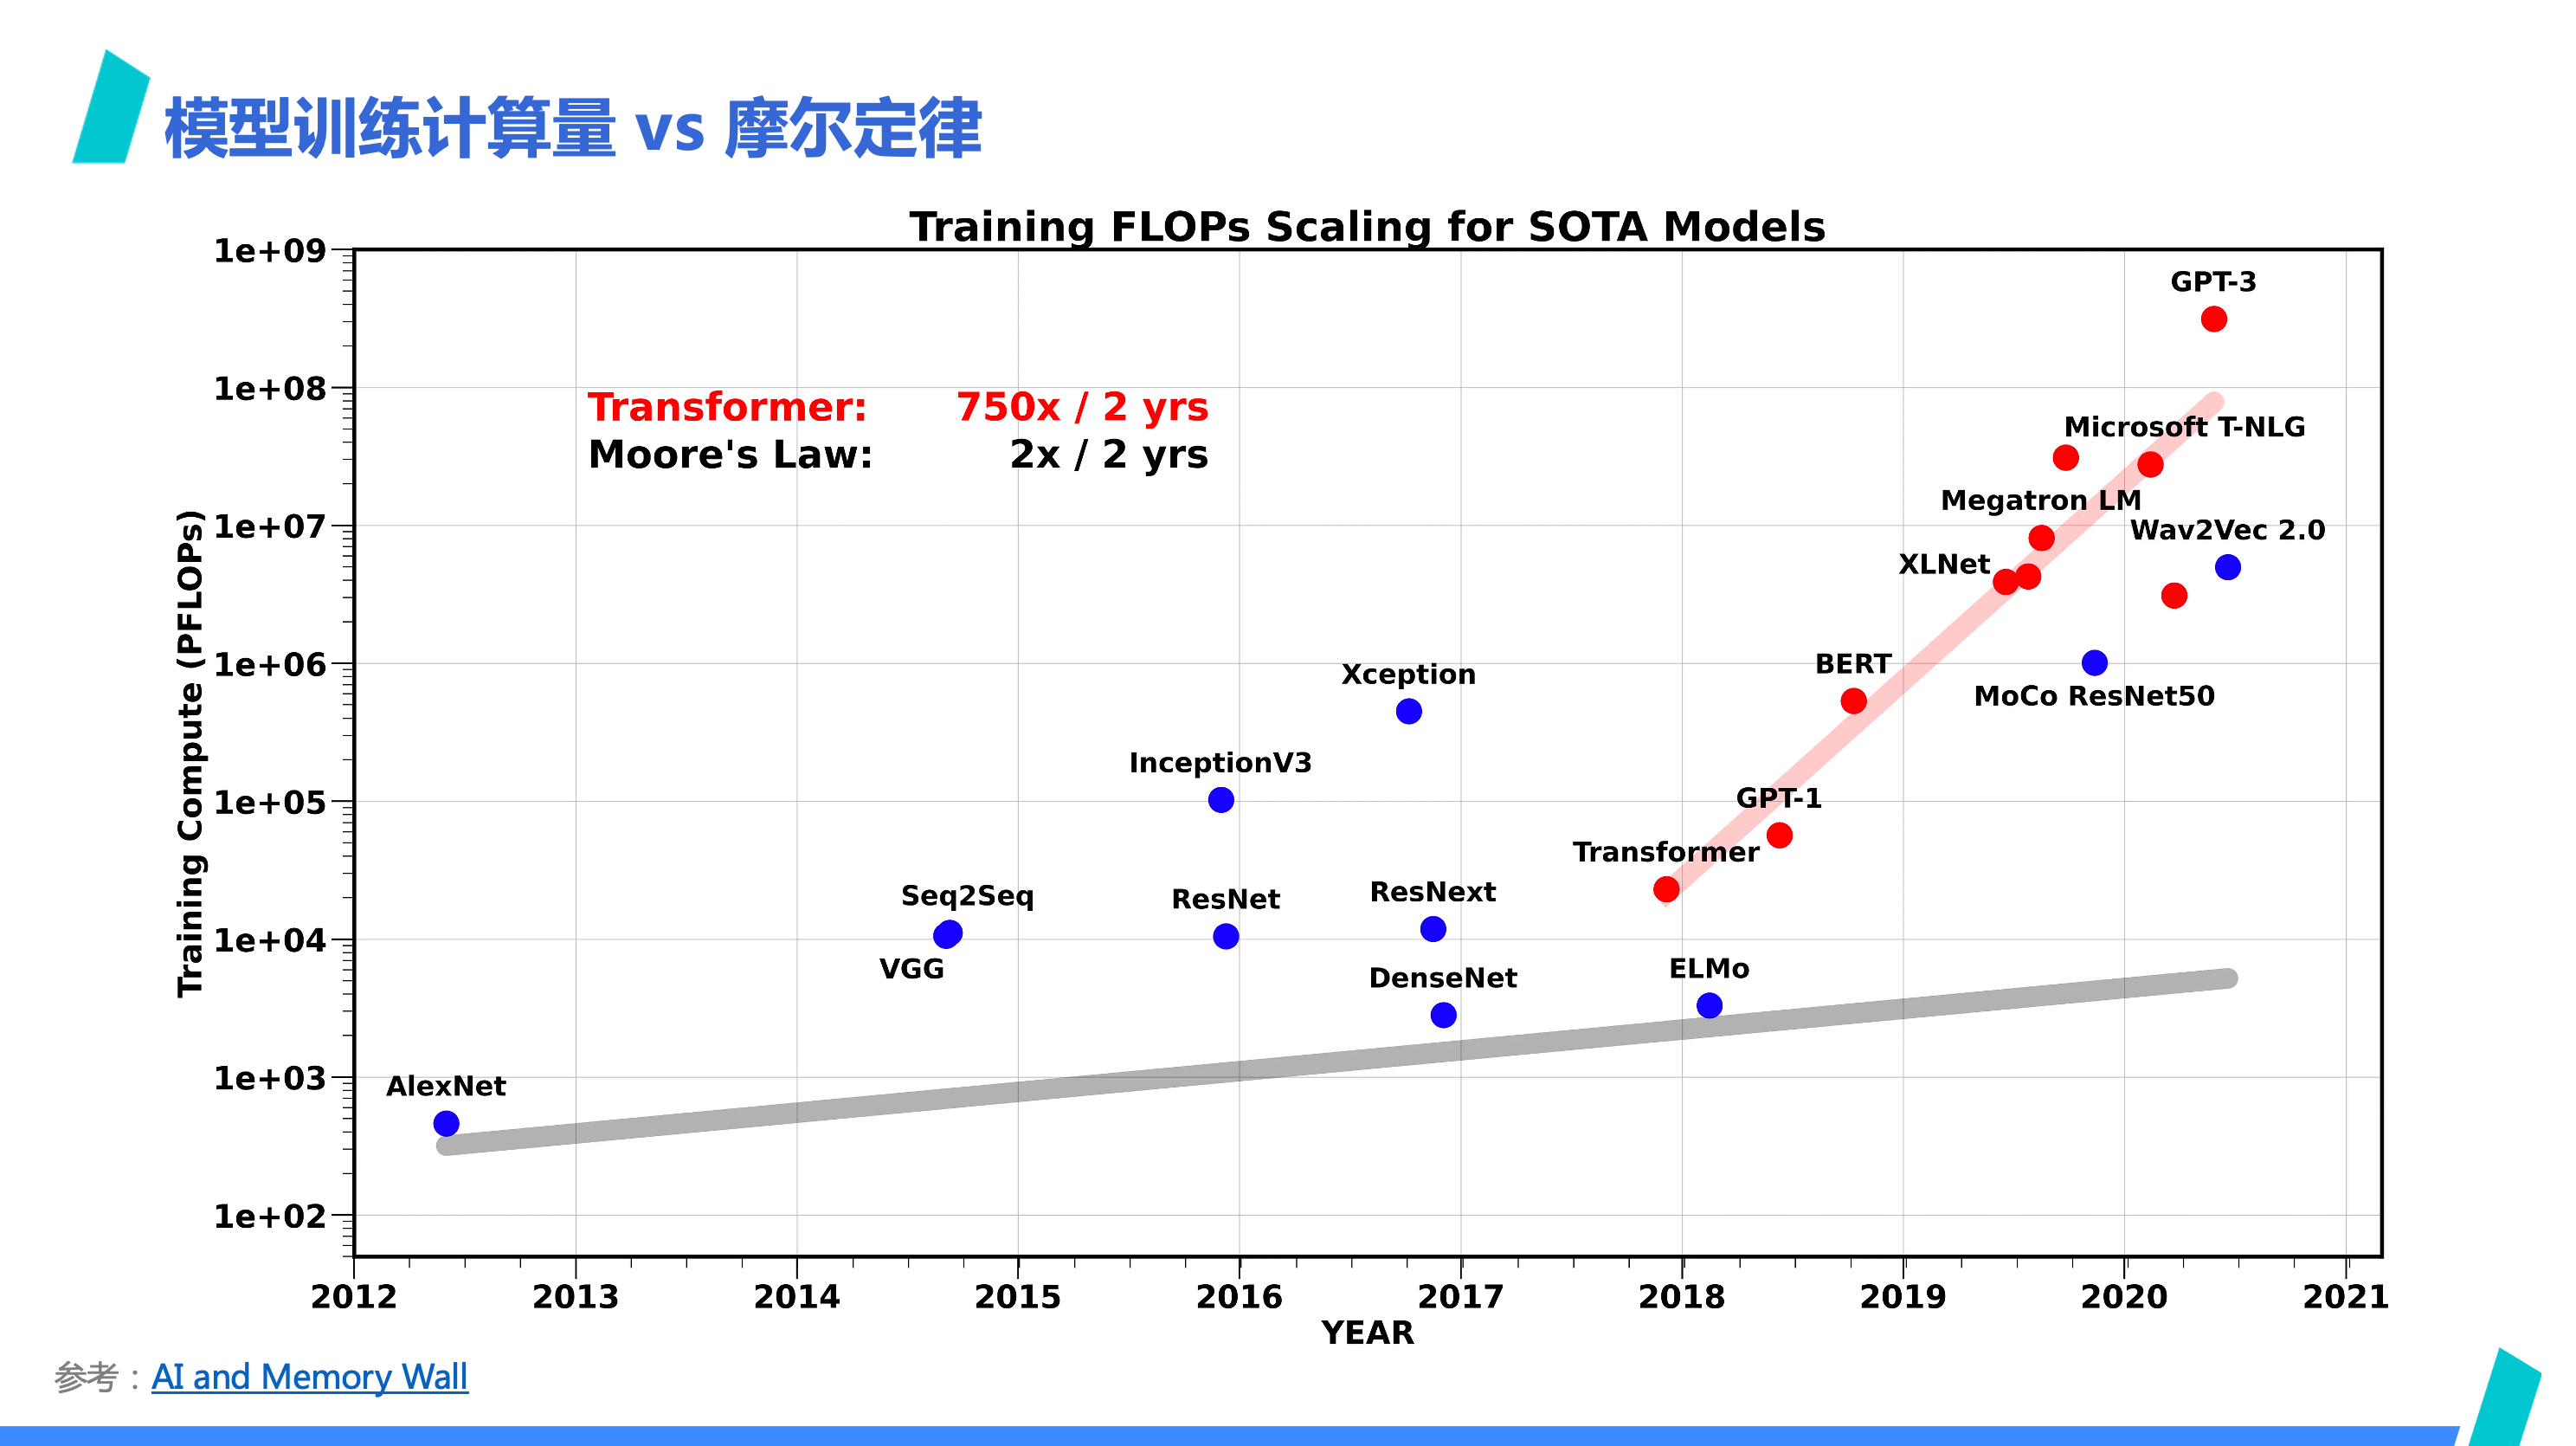 模型训练计算量 vs 摩尔定律
Training FLOPs Scaling for SOTA Models
1e+09
1e+08
1e+07
1e+06
1e+05
1e+04
1e+03
1e+02
Training Compute (PFLOPs)
Transformer: 750x / 2 yrs
Moore's Law: 2x / 2 yrs
GPT-3
Microsoft T-NLG
Megatron LM
Wav2Vec 2.0
XLNet
BERT
Xception
MoCo ResNet50
InceptionV3
GPT-1
Transformer
Seq2Seq
ResNet
ResNext
VGG
DenseNet
ELMo
AlexNet
2012 2013 2014 2015 2016 2017 2018 2019 2020 2021
YEAR
参考：AI and Memory Wall